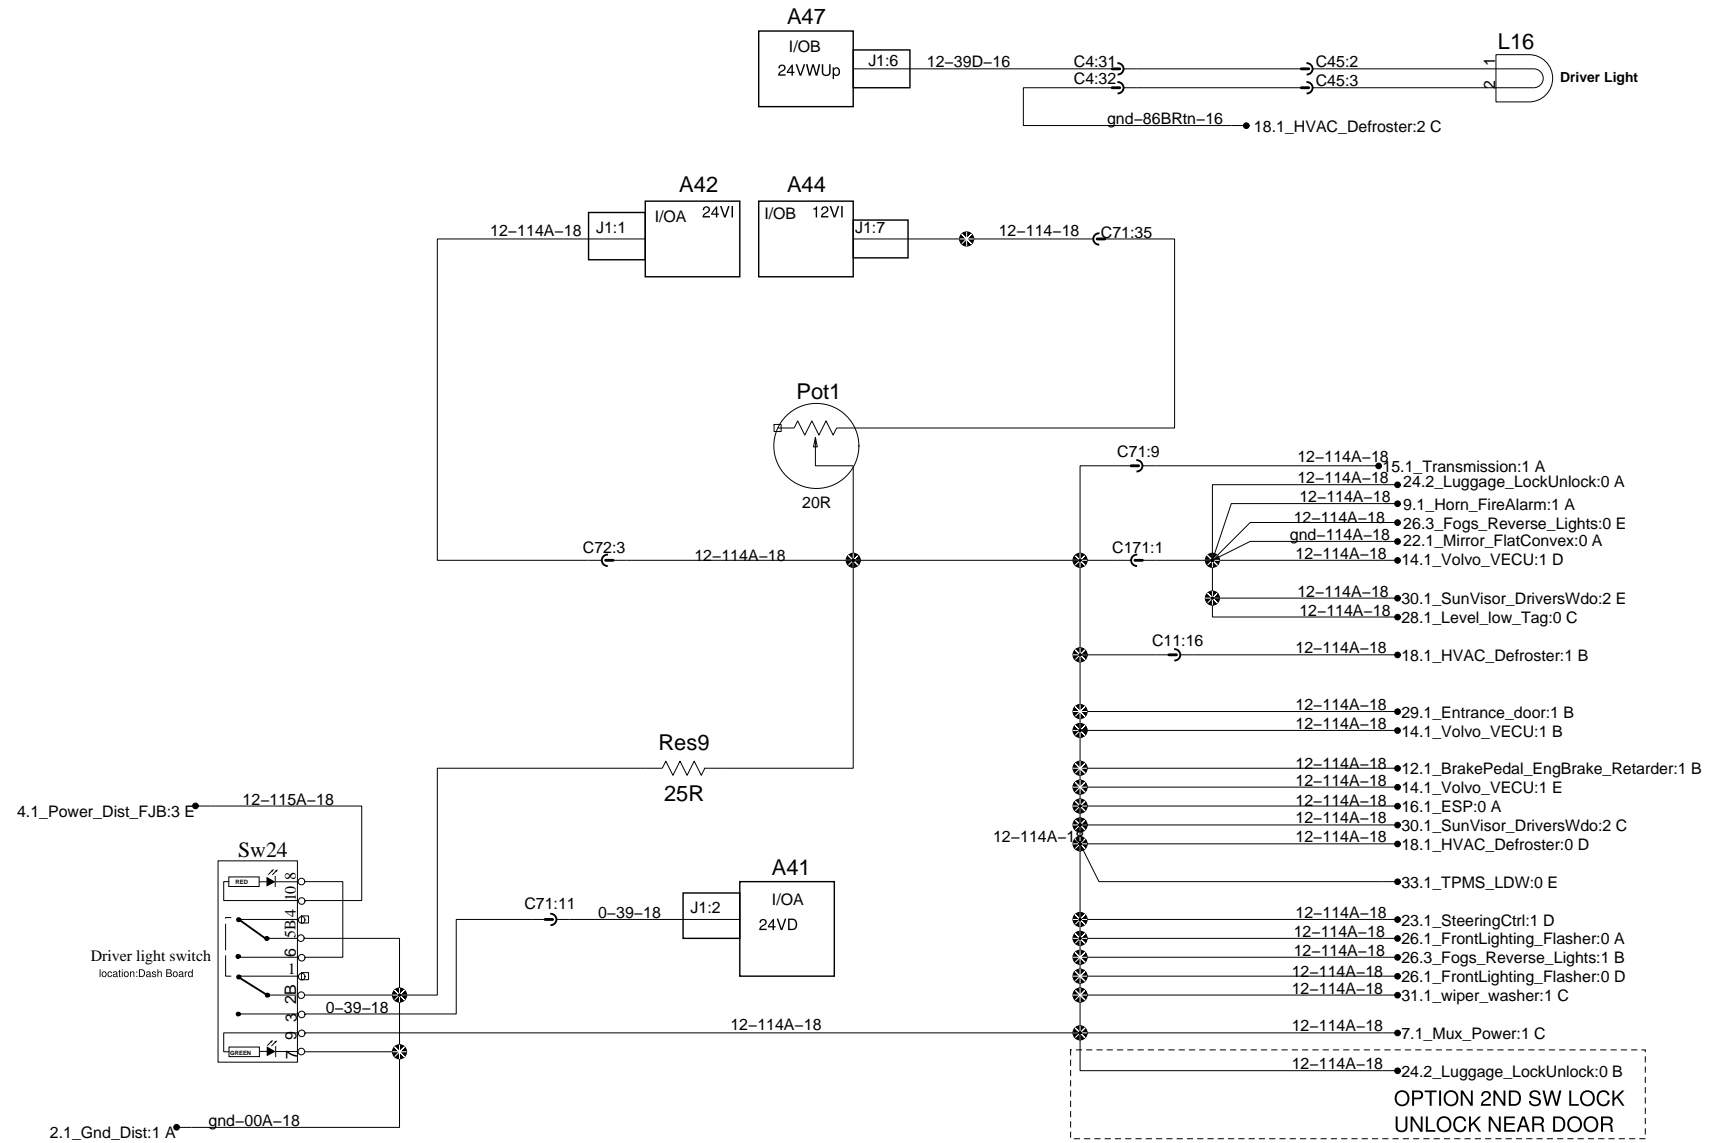 A47
I/OB
24VWUp
J1:6
12–39D–16
C4:31
C4:32
C45:2
C45:3
L16
1
2
Driver Light
gnd–86BRtn–16
18.1_HVAC_Defroster:2 C
A42
I/OA 24VI
J1:1
12–114A–18
A44
I/OB 12VI
J1:7
12–114–18
C71:35
Pot1
20R
C71:9
12–114A–18
15.1_Transmission:1 A
12–114A–18
24.2_Luggage_LockUnlock:0 A
12–114A–18
9.1_Horn_FireAlarm:1 A
12–114A–18
26.3_Fogs_Reverse_Lights:0 E
gnd–114A–18
22.1_Mirror_FlatConvex:0 A
C72:3
12–114A–18
C171:1
12–114A–18
14.1_Volvo_VECU:1 D
12–114A–18
30.1_SunVisor_DriversWdo:2 E
12–114A–18
28.1_Level_low_Tag:0 C
C11:16
12–114A–18
18.1_HVAC_Defroster:1 B
12–114A–18
29.1_Entrance_door:1 B
12–114A–18
14.1_Volvo_VECU:1 B
Res9
25R
12–114A–18
12.1_BrakePedal_EngBrake_Retarder:1 B
12–114A–18
14.1_Volvo_VECU:1 E
12–114A–18
16.1_ESP:0 A
12–114A–18
30.1_SunVisor_DriversWdo:2 C
12–114A–18
12–114A–18
18.1_HVAC_Defroster:0 D
33.1_TPMS_LDW:0 E
4.1_Power_Dist_FJB:3 E
12–115A–18
Sw24
RED
8
10
4
5B
6
1
2B
3
9
7
GREEN
Driver light switch
location:Dash Board
0–39–18
C71:11
0–39–18
J1:2
A41
I/OA
24VD
12–114A–18
23.1_SteeringCtrl:1 D
12–114A–18
26.1_FrontLighting_Flasher:0 A
12–114A–18
26.3_Fogs_Reverse_Lights:1 B
12–114A–18
26.1_FrontLighting_Flasher:0 D
12–114A–18
31.1_wiper_washer:1 C
12–114A–18
12–114A–18
7.1_Mux_Power:1 C
12–114A–18
24.2_Luggage_LockUnlock:0 B
OPTION 2ND SW LOCK
UNLOCK NEAR DOOR
2.1_Gnd_Dist:1 A
gnd–00A–18